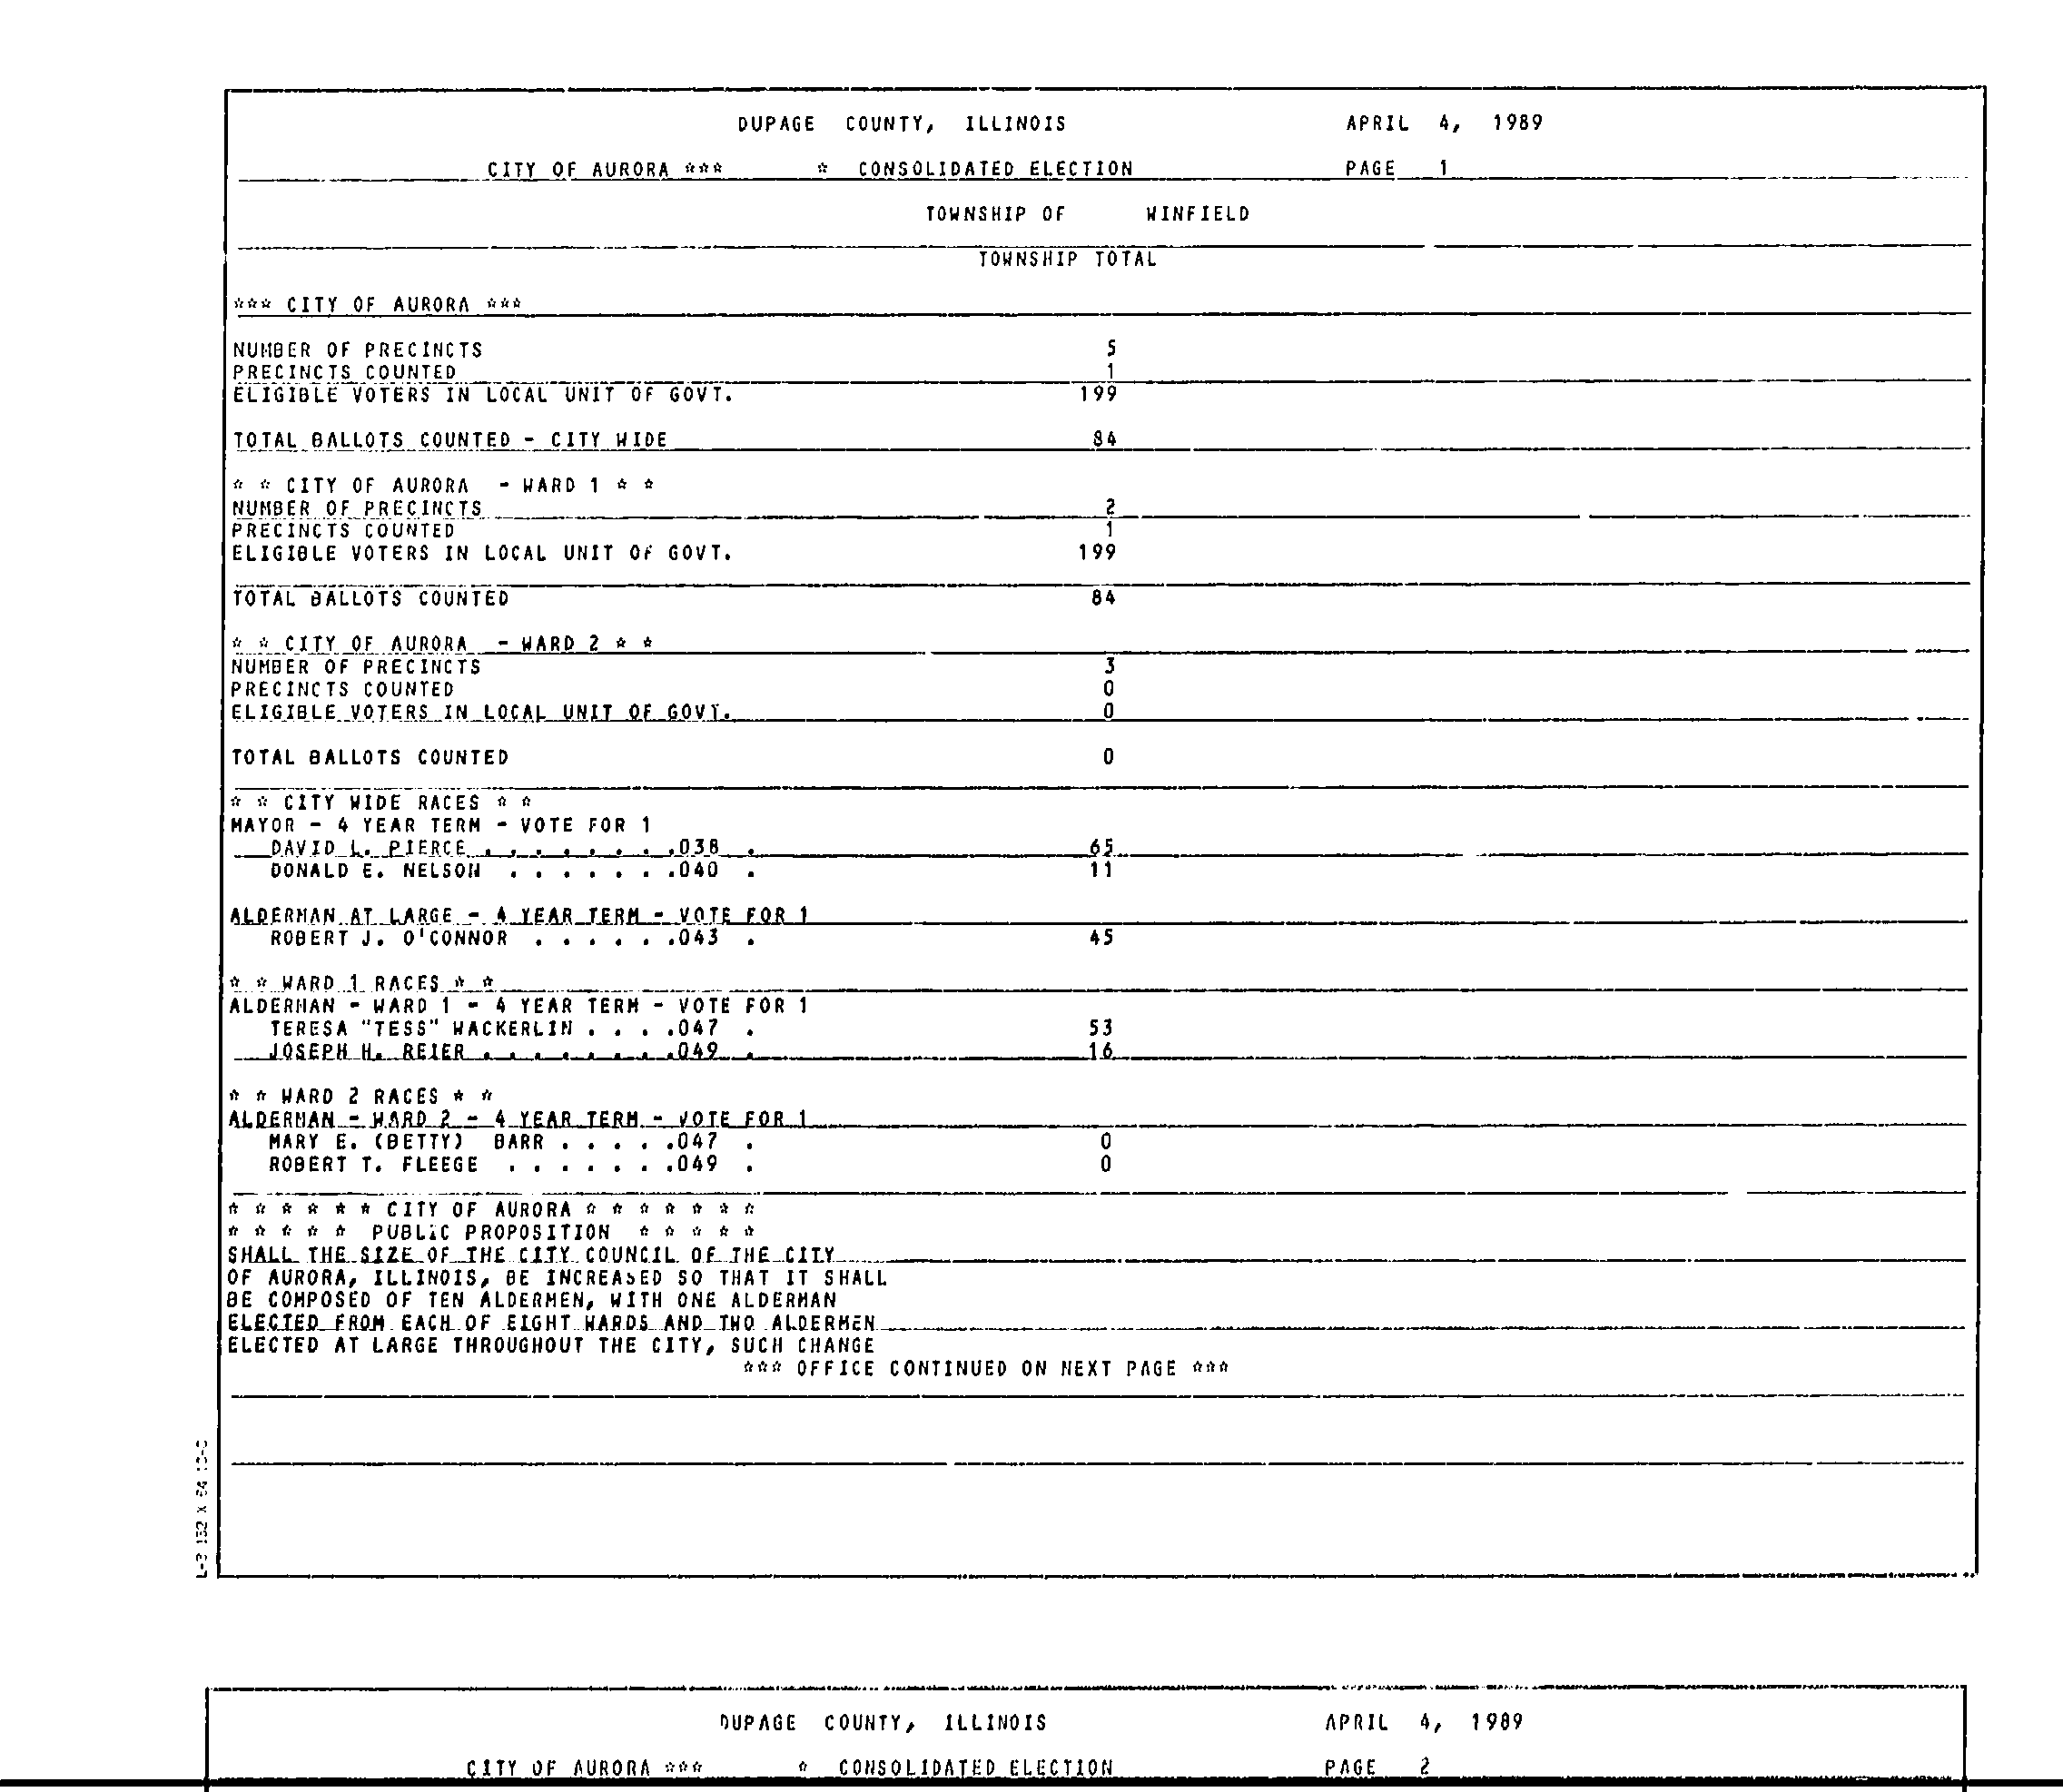 DUPAGE COUNTY, ILLINOIS APRIL 4, 1989
CITY OF AURORA *** * CONSOLIDATED ELECTION PAGE 1
TOWNSHIP OF WINFIELD
TOWNSHIP TOTAL
*** CITY OF AURORA ***
NUMBER OF PRECINCTS 5
PRECINCTS COUNTED 1
ELIGIBLE VOTERS IN LOCAL UNIT OF GOVT. 199
TOTAL BALLOTS COUNTED - CITY WIDE 84
* * CITY OF AURORA - WARD 1 * *
NUMBER OF PRECINCTS 2
PRECINCTS COUNTED 1
ELIGIBLE VOTERS IN LOCAL UNIT OF GOVT. 199
TOTAL BALLOTS COUNTED 84
* * CITY OF AURORA - WARD 2 * *
NUMBER OF PRECINCTS 3
PRECINCTS COUNTED 0
ELIGIBLE VOTERS IN LOCAL UNIT OF GOVT. 0
TOTAL BALLOTS COUNTED 0
* * CITY WIDE RACES * *
MAYOR - 4 YEAR TERM - VOTE FOR 1
DAVID L. PIERCE . . . . . . . .038 . 65
DONALD E. NELSON . . . . . . .040 . 11
ALDERMAN AT LARGE - 4 YEAR TERM - VOTE FOR 1
ROBERT J. O'CONNOR . . . . . .043 . 45
* * WARD 1 RACES * *
ALDERMAN - WARD 1 - 4 YEAR TERM - VOTE FOR 1
TERESA "TESS" WACKERLIN . . . .047 . 53
JOSEPH H. REIER . . . . . . . .049 . 16
* * WARD 2 RACES * *
ALDERMAN - WARD 2 - 4 YEAR TERM - VOTE FOR 1
MARY E. (BETTY) BARR . . . . .047 . 0
ROBERT T. FLEEGE . . . . . . .049 . 0
* * * * * * CITY OF AURORA * * * * * * *
* * * * * PUBLIC PROPOSITION * * * * *
SHALL THE SIZE OF THE CITY COUNCIL OF THE CITY
OF AURORA, ILLINOIS, BE INCREASED SO THAT IT SHALL
BE COMPOSED OF TEN ALDERMEN, WITH ONE ALDERMAN
ELECTED FROM EACH OF EIGHT WARDS AND TWO ALDERMEN
ELECTED AT LARGE THROUGHOUT THE CITY, SUCH CHANGE
*** OFFICE CONTINUED ON NEXT PAGE ***
DUPAGE COUNTY, ILLINOIS APRIL 4, 1989
CITY OF AURORA *** * CONSOLIDATED ELECTION PAGE 2